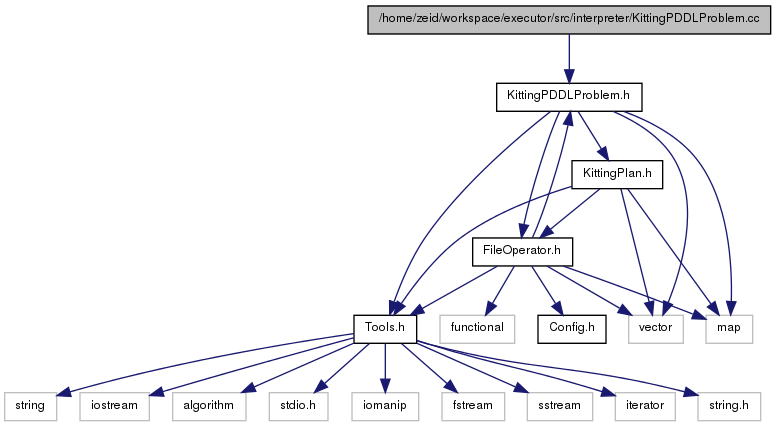 /home/zeid/workspace/executor/src/interpreter/KittingPDDLProblem.cc
KittingPDDLProblem.h
KittingPlan.h
FileOperator.h
Tools.h
functional
Config.h
vector
map
string
iostream
algorithm
stdio.h
iomanip
fstream
sstream
iterator
string.h